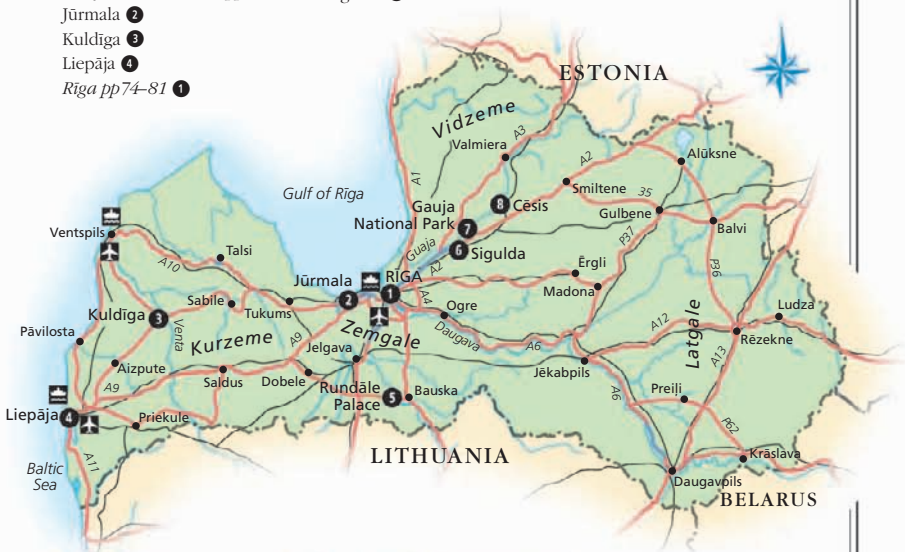 Jūrmala 2
Kuldīga 3
Liepāja 4
Rīga pp74–81 1
ESTONIA
Vidzeme
Valmiera
A3
A1
A2
Alūksne
Smiltene
35
Gulbene
Balvi
Gulf of Rīga
Gauja
National Park 7
8 Cēsis
6 Sigulda
Guaja
A2
P37
P36
Ventspils
A10
Talsi
Jūrmala 2
RĪGA 1
A4
Ērgli
Madona
Ogre
Daugava
A6
Sabile
Tukums
Kuldīga 3
Venta
Kurzeme
A9
Zemgale
Jelgava
Pāvilosta
Aizpute
A9
Saldus
Dobele
Rundāle
Palace 5
Bauska
Latgale
A12
Ludza
Rēzekne
A13
Jēkabpils
A6
Preiļi
P62
Krāslava
Daugavpils
Liepāja 4
Priekule
A11
Baltic
Sea
LITHUANIA
BELARUS